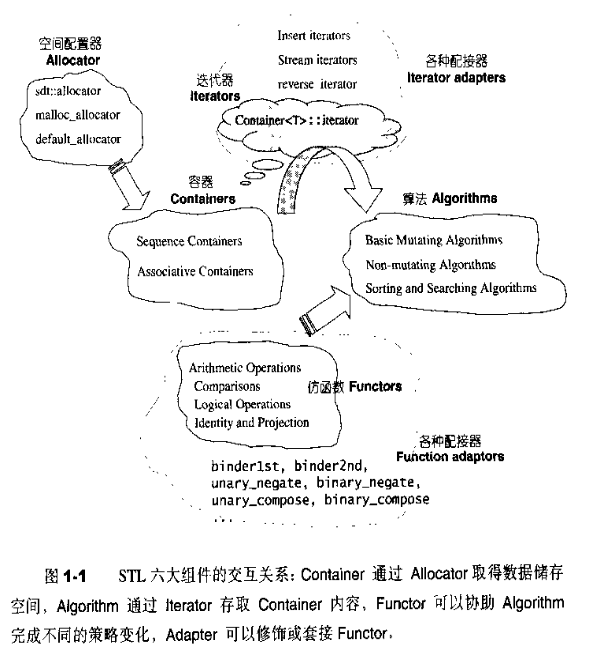 空间配置器
Allocator
sdt::allocator
malloc_allocator
default_allocator
Insert iterators
Stream iterators
reverse iterator
各种配接器
Iterator adapters
迭代器
Iterators
Container<T>::iterator
容器
Containers
Sequence Containers
Associative Containers
算法 Algorithms
Basic Mutating Algorithms
Non-mutating Algorithms
Sorting and Searching Algorithms
Arithmetic Operations
Comparisons
Logical Operations
Identity and Projection
仿函数 Functors
各种配接器
Function adaptors
binder1st, binder2nd,
unary_negate, binary_negate,
unary_compose, binary_compose
...
图 1-1 STL 六大组件的交互关系：Container 通过 Allocator 取得数据储存
空间，Algorithm 通过 Iterator 存取 Container 内容，Functor 可以协助 Algorithm
完成不同的策略变化，Adapter 可以修饰或套接 Functor.